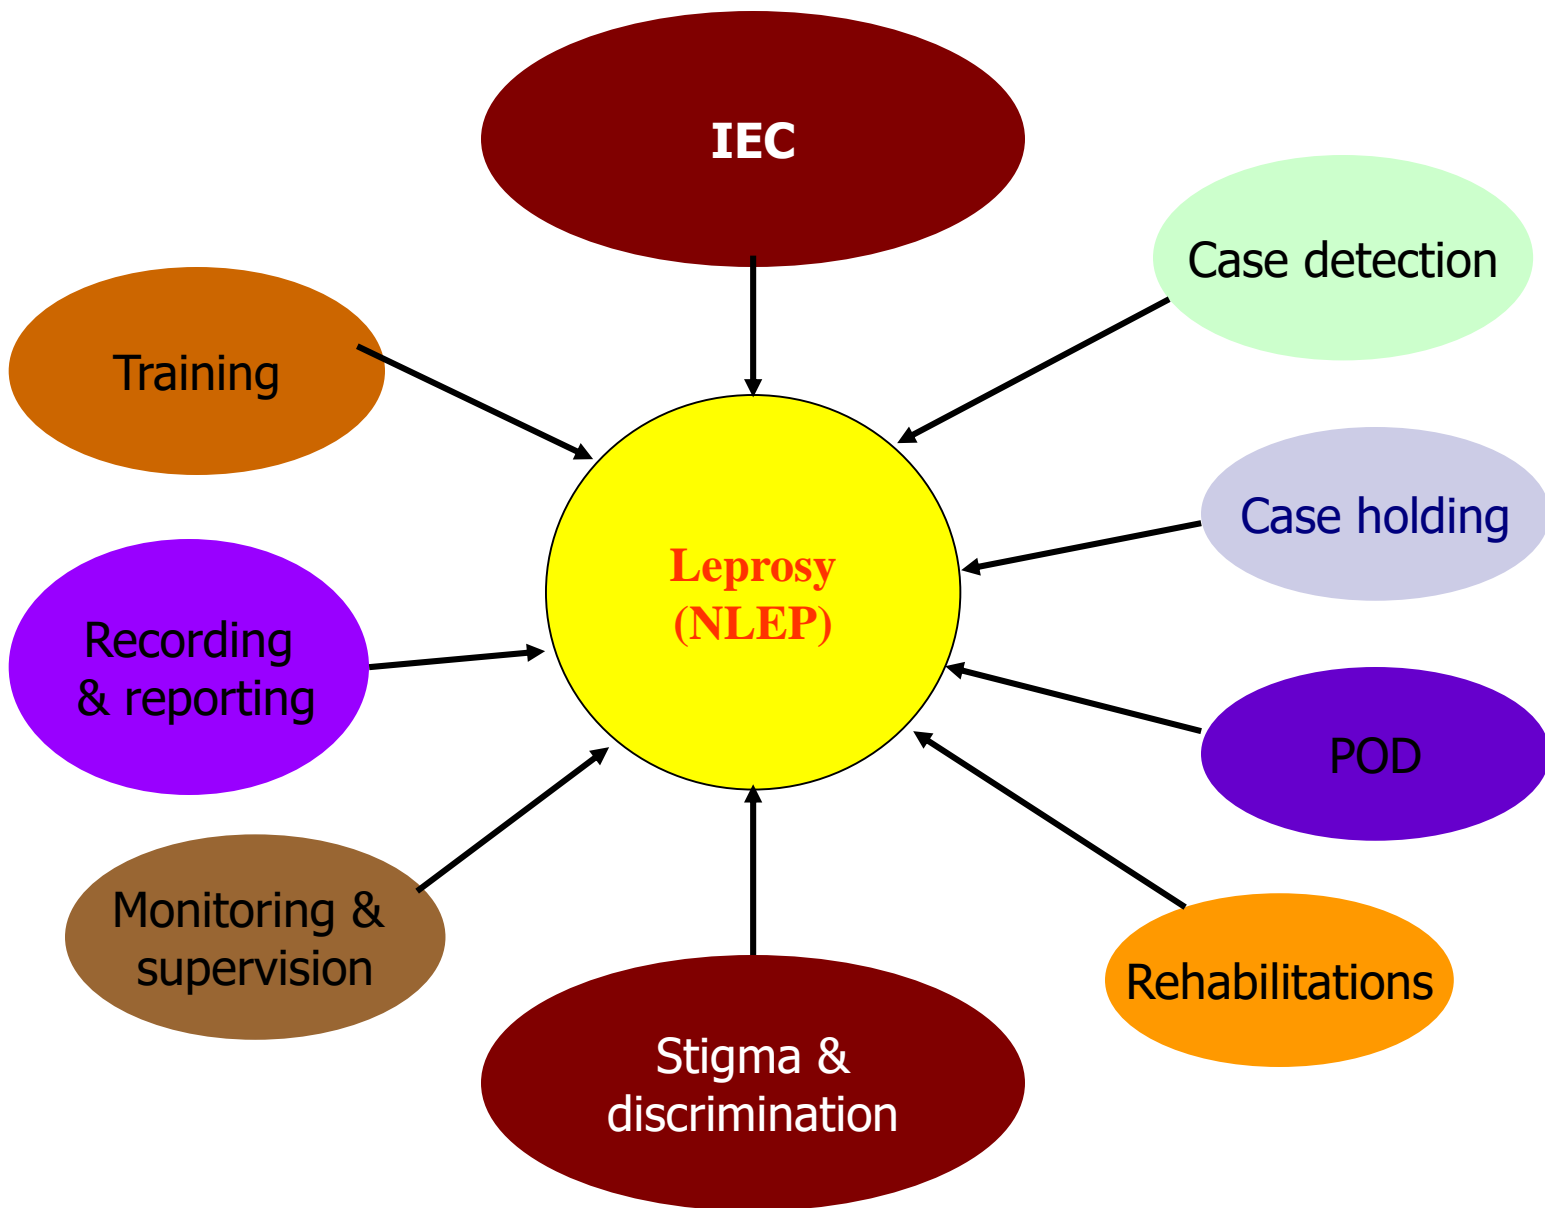 IEC
Case detection
Training
Case holding
Leprosy
(NLEP)
Recording
& reporting
POD
Monitoring &
supervision
Rehabilitations
Stigma &
discrimination